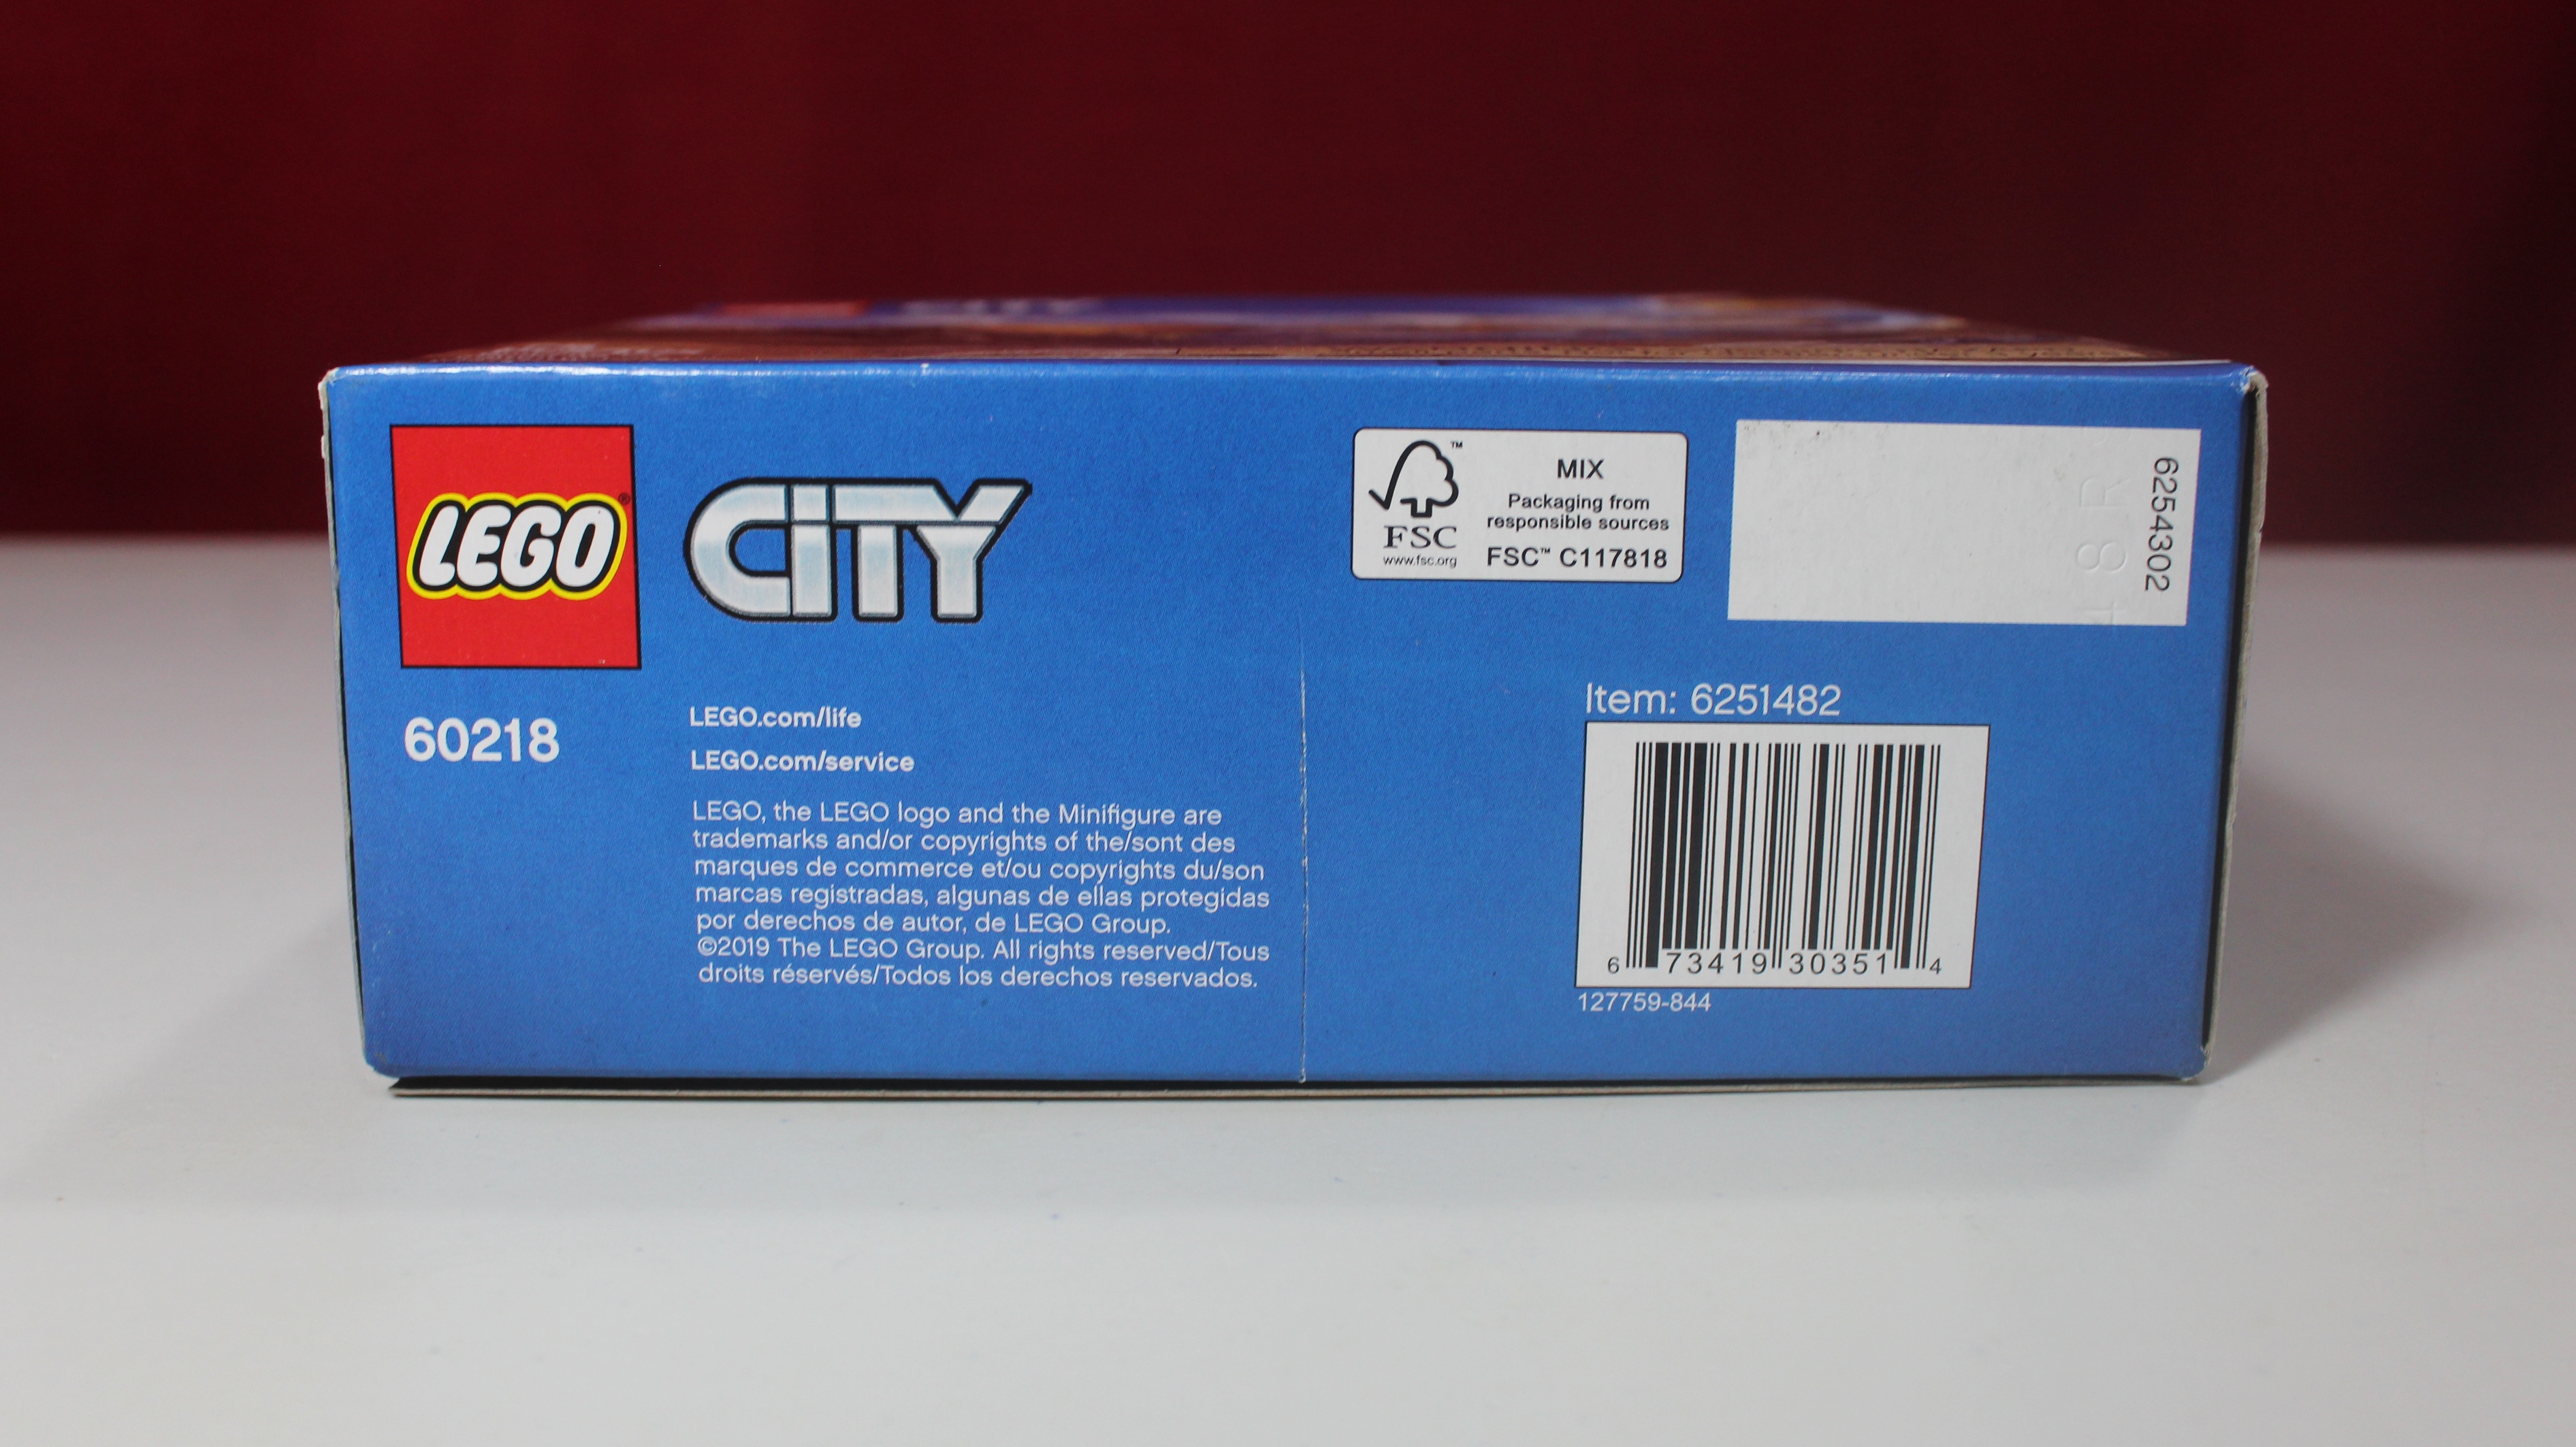 LEGO®
CITY
60218
LEGO.com/life
LEGO.com/service
LEGO, the LEGO logo and the Minifigure are
trademarks and/or copyrights of the/sont des
marques de commerce et/ou copyrights du/son
marcas registradas, algunas de ellas protegidas
por derechos de autor, de LEGO Group.
©2019 The LEGO Group. All rights reserved/Tous
droits réservés/Todos los derechos reservados.
™
FSC
www.fsc.org
MIX
Packaging from
responsible sources
FSC™ C117818
6254302
Item: 6251482
6 73419 30351 4
127759-844